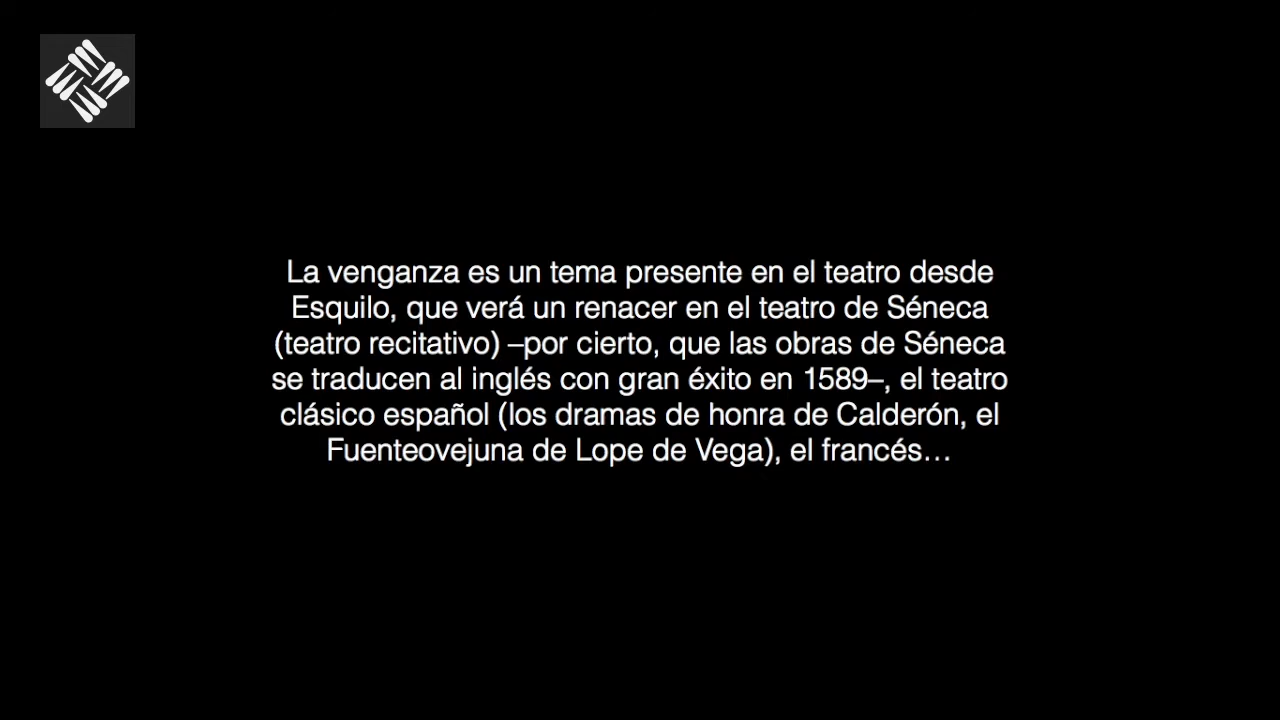 La venganza es un tema presente en el teatro desde
Esquilo, que verá un renacer en el teatro de Séneca
(teatro recitativo) –por cierto, que las obras de Séneca
se traducen al inglés con gran éxito en 1589–, el teatro
clásico español (los dramas de honra de Calderón, el
Fuenteovejuna de Lope de Vega), el francés…